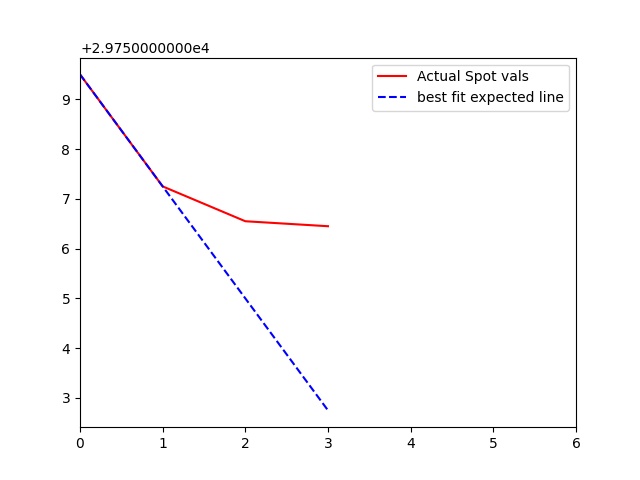 +2.9750000000e4
Actual Spot vals
best fit expected line
9
8
7
6
5
4
3
0 1 2 3 4 5 6